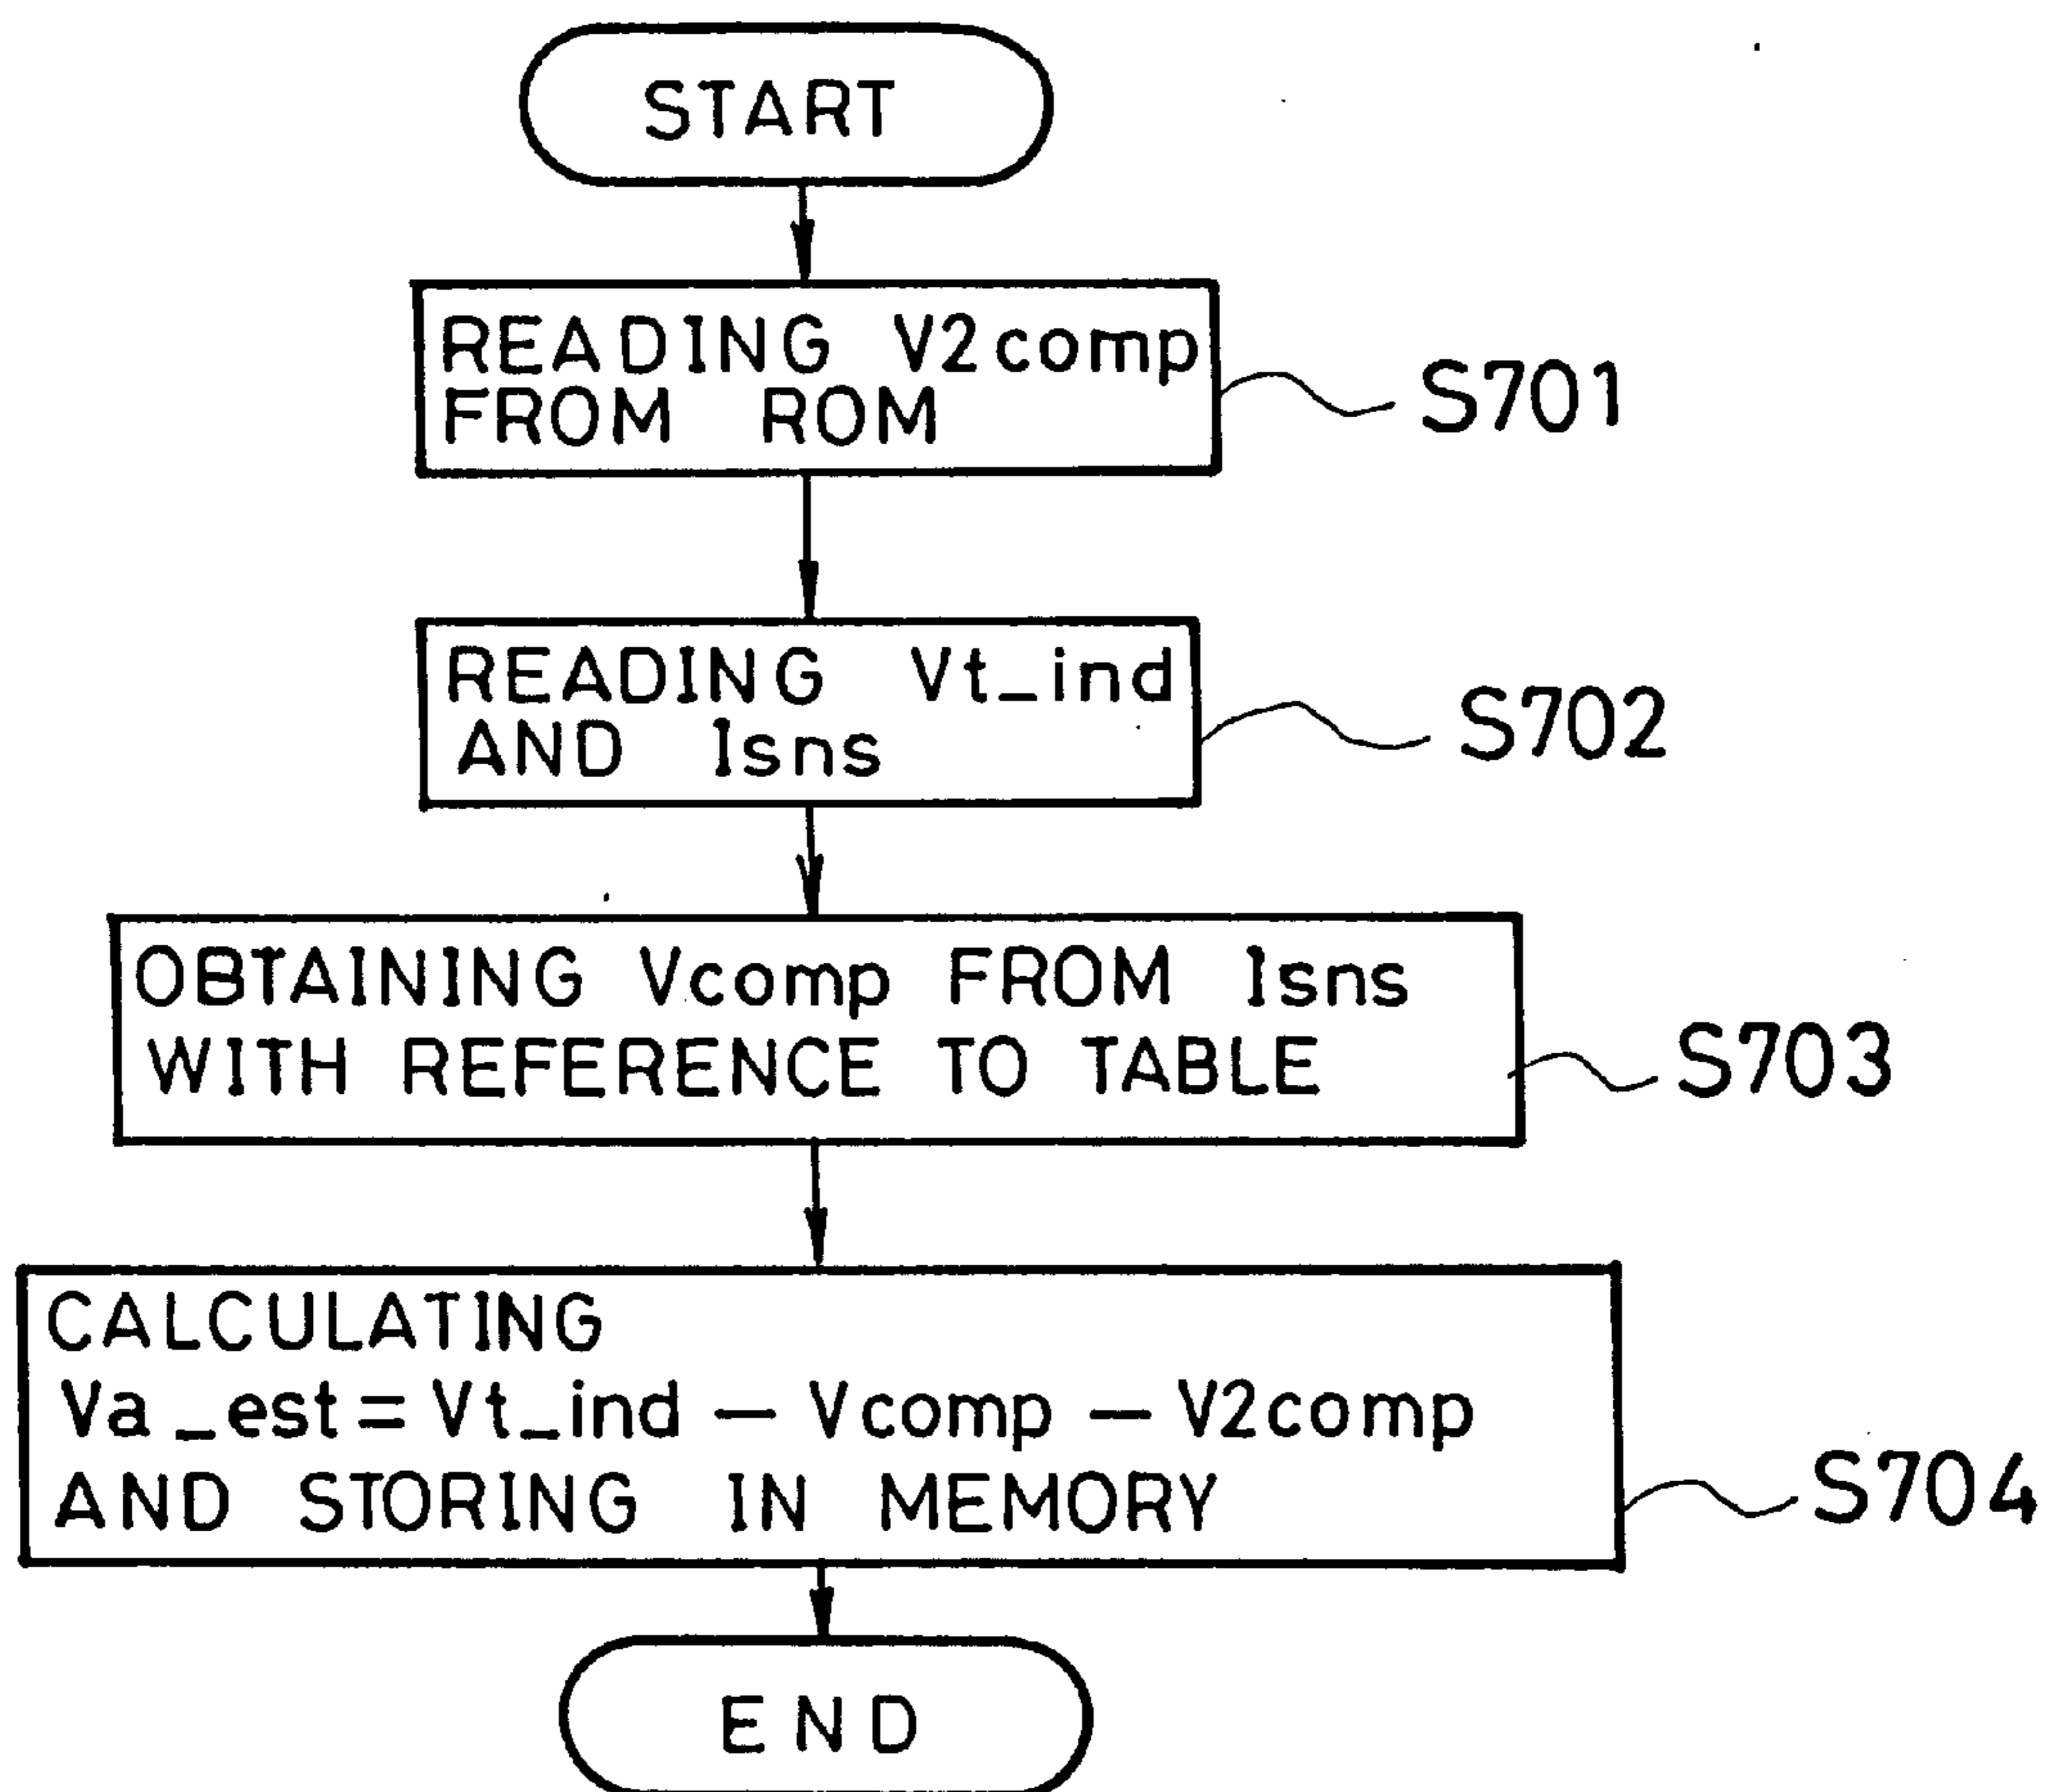 START
READING V2comp
FROM ROM
S701
READING Vt_ind
AND Isns
S702
OBTAINING Vcomp FROM Isns
WITH REFERENCE TO TABLE
S703
CALCULATING
Va_est = Vt_ind — Vcomp — V2comp
AND STORING IN MEMORY
S704
END